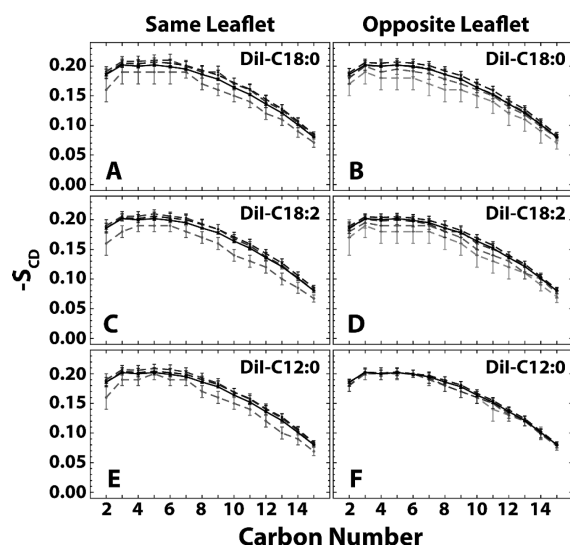 Same Leaflet Opposite Leaflet
DiI-C18:0 DiI-C18:0
0.20
0.15
0.10
0.05
0.00
A B
DiI-C18:2 DiI-C18:2
0.20
0.15
0.10
0.05
0.00
C D
-S_CD
DiI-C12:0 DiI-C12:0
0.20
0.15
0.10
0.05
0.00
E F
2 4 6 8 10 12 14 2 4 6 8 10 12 14
Carbon Number